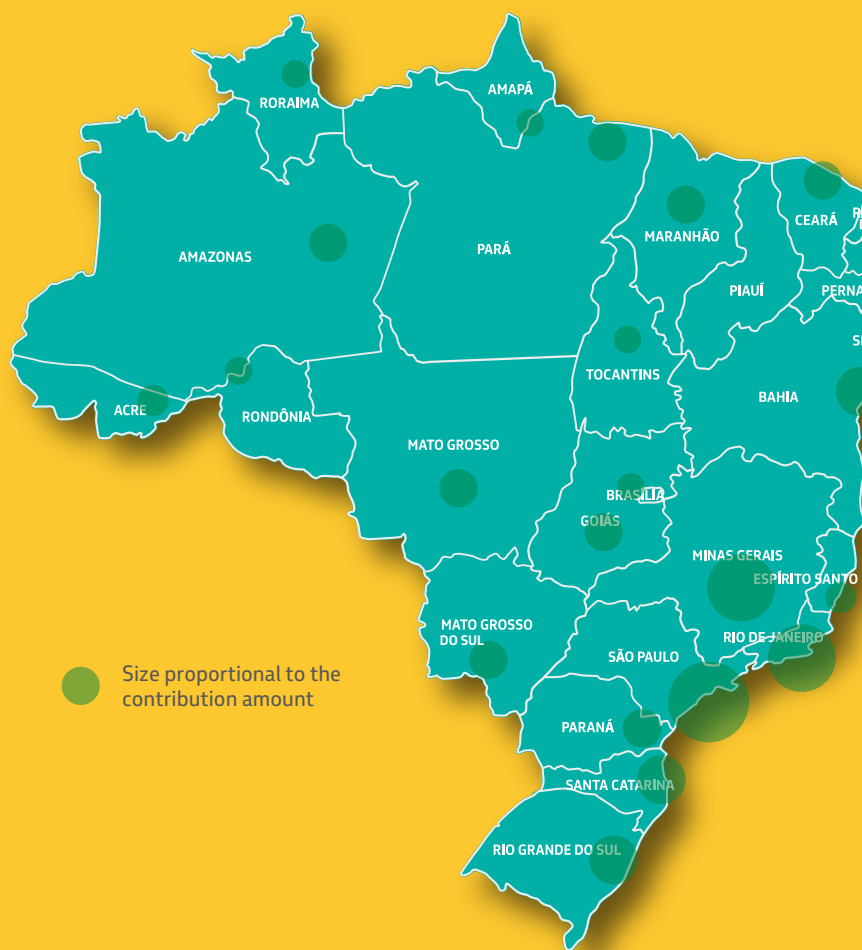 AMAPÁ
RORAIMA
CEARÁ
MARANHÃO
PARÁ
AMAZONAS
PIAUÍ
PERNA
TOCANTINS
BAHIA
ACRE
RONDÔNIA
MATO GROSSO
BRASÍLIA
GOIÁS
MINAS GERAIS
ESPÍRITO SANTO
MATO GROSSO
DO SUL
RIO DE JANEIRO
SÃO PAULO
Size proportional to the
contribution amount
PARANÁ
SANTA CATARINA
RIO GRANDE DO SUL